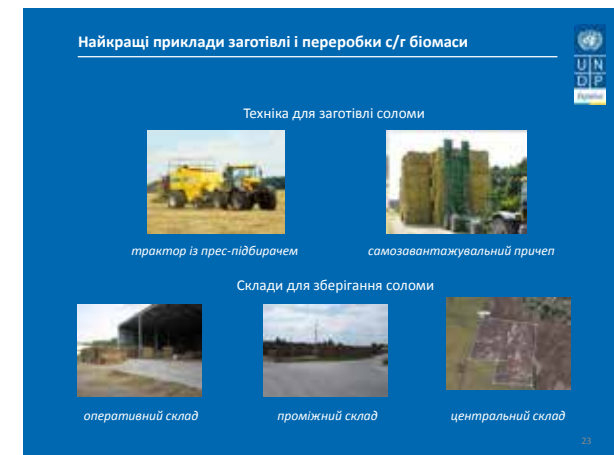 Найкращі приклади заготівлі і переробки с/г біомаси
U N
D P
Техніка для заготівлі соломи
трактор із прес-підбирачем
самозавантажувальний причеп
Склади для зберігання соломи
оперативний склад
проміжний склад
центральний склад
23